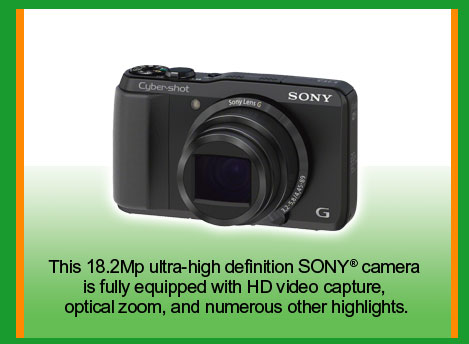 Cyber-shot
SONY
Sony Lens G
G
This 18.2Mp ultra-high definition SONY® camera
is fully equipped with HD video capture,
optical zoom, and numerous other highlights.